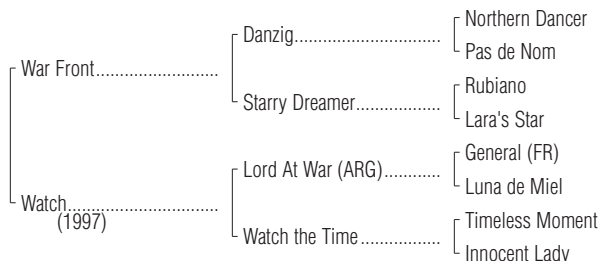 Northern Dancer
Danzig..........................................
Pas de Nom
War Front..........................
Rubiano
Starry Dreamer........................
Lara's Star
General (FR)
Lord At War (ARG)................
Luna de Miel
Watch..........................................
(1997)
Timeless Moment
Watch the Time.......................
Innocent Lady